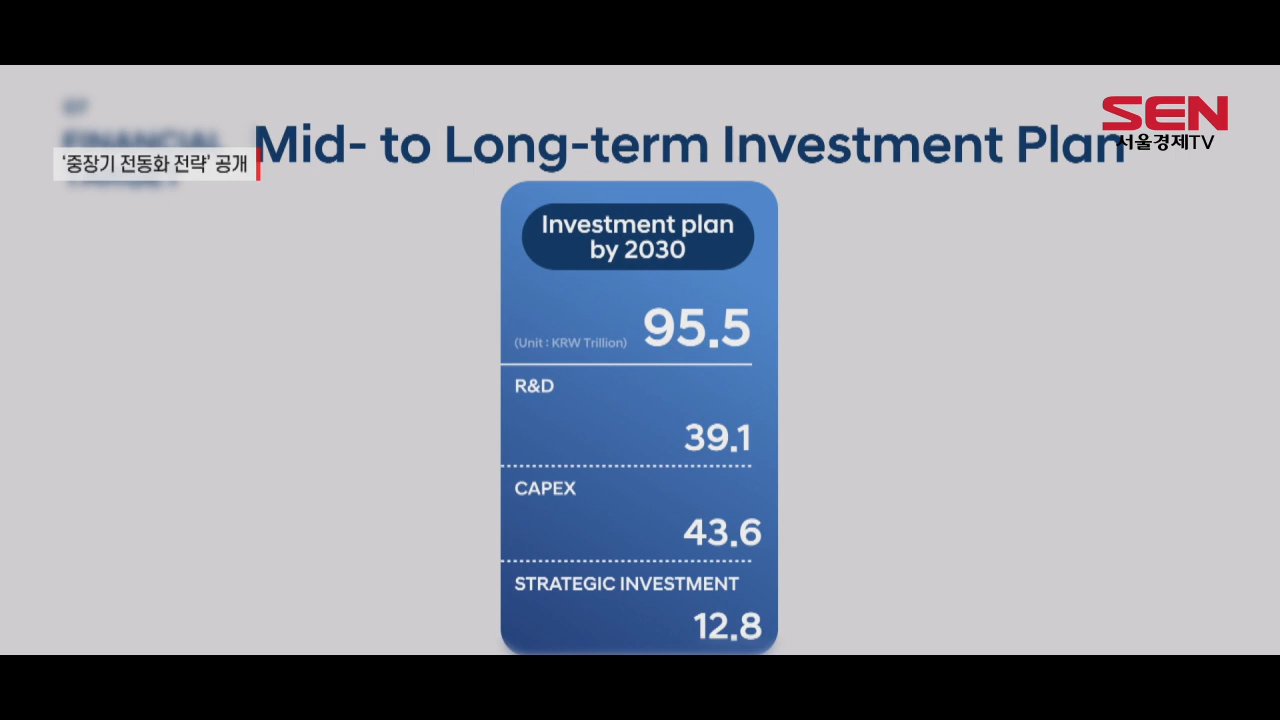 SEN
서울경제TV
Mid- to Long-term Investment Plan
FINANCIAL
'중장기 전동화 전략' 공개
Investment plan
by 2030
(Unit : KRW Trillion) 95.5
R&D
39.1
CAPEX
43.6
STRATEGIC INVESTMENT
12.8